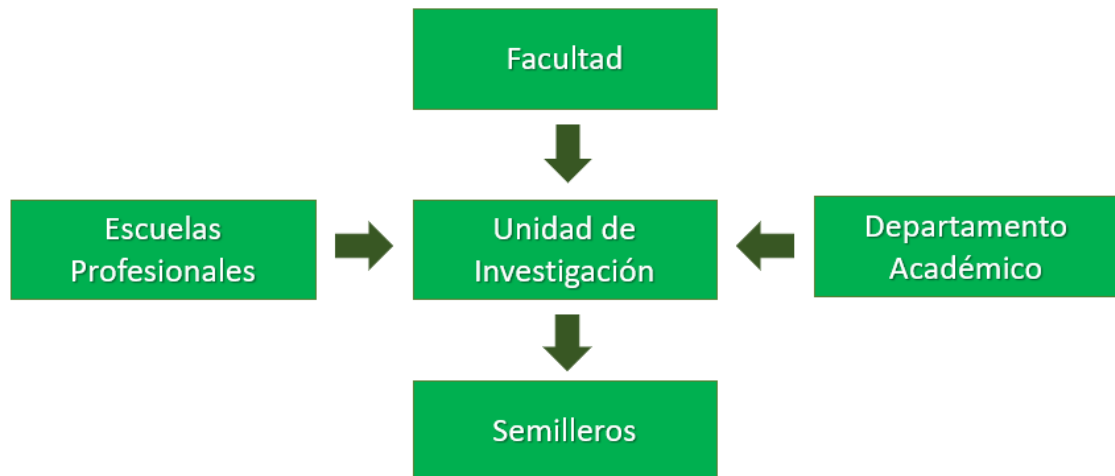 Facultad
Escuelas
Profesionales
Unidad de
Investigación
Departamento
Académico
Semilleros